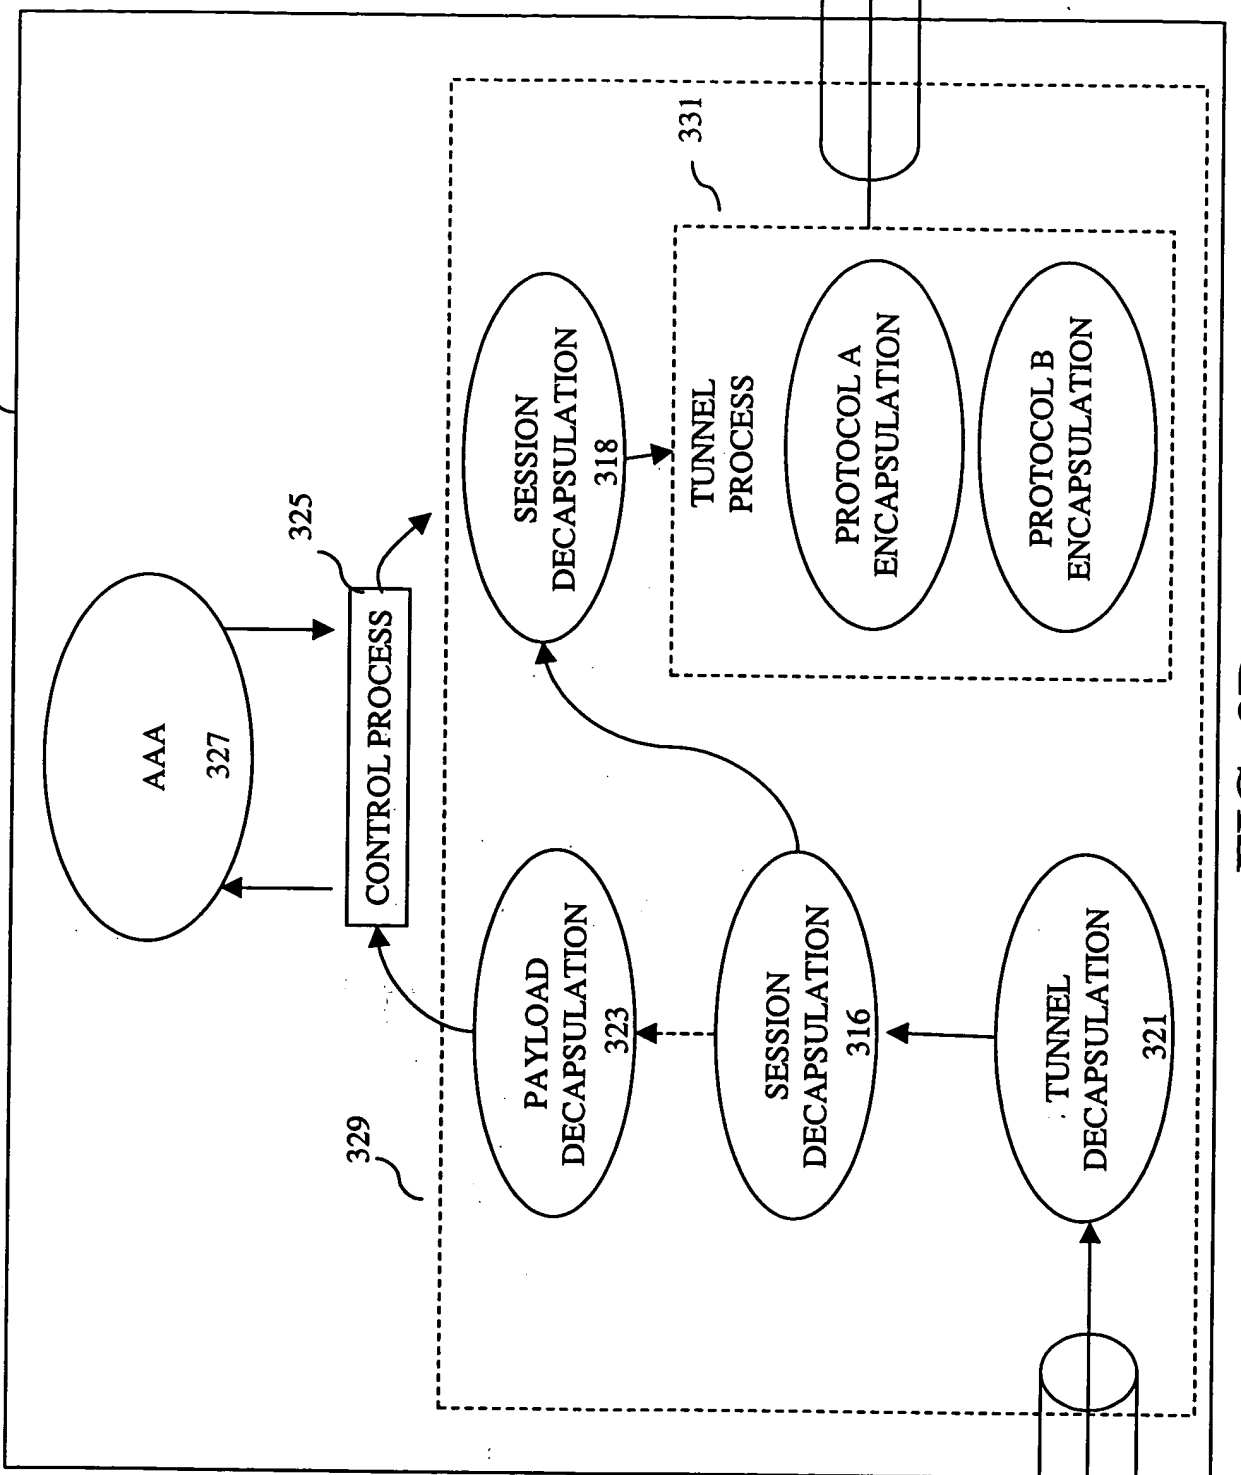 AAA
327
325
CONTROL PROCESS
329
PAYLOAD
DECAPSULATION
323
SESSION
DECAPSULATION
318
SESSION
DECAPSULATION
316
TUNNEL
DECAPSULATION
321
331
TUNNEL
PROCESS
PROTOCOL A
ENCAPSULATION
PROTOCOL B
ENCAPSULATION